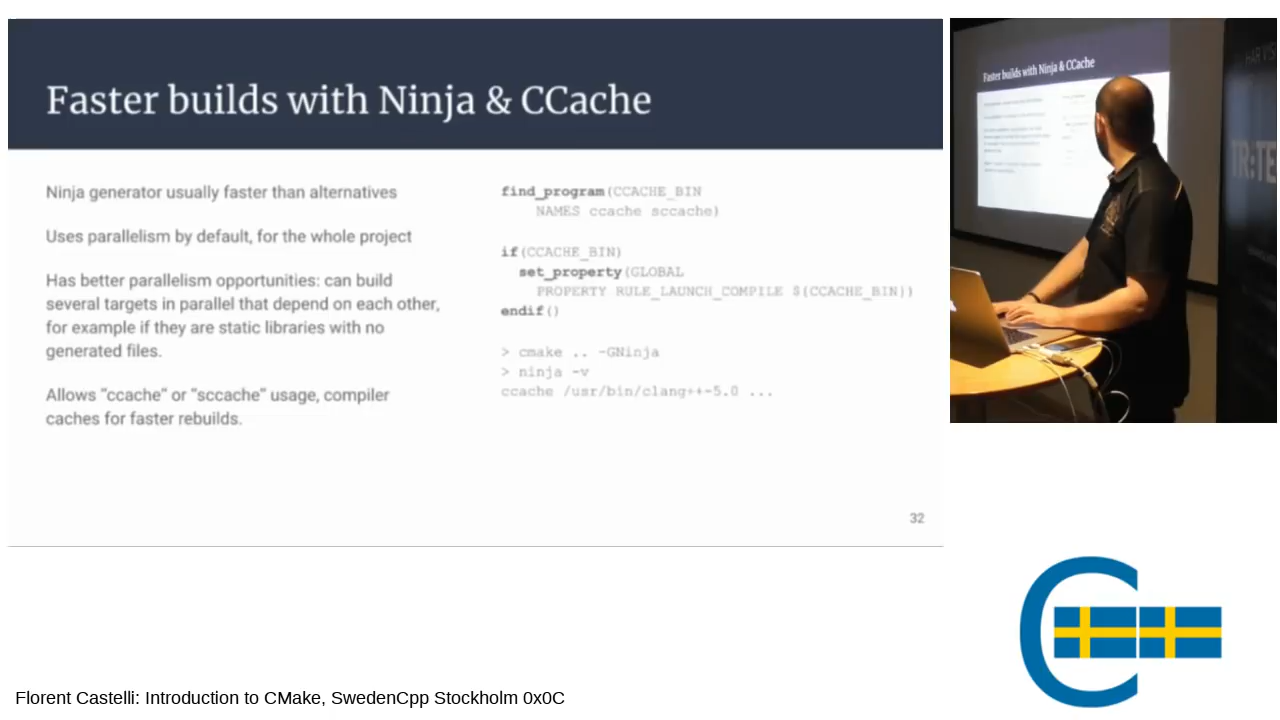 Faster builds with Ninja & CCache
Ninja generator usually faster than alternatives
Uses parallelism by default, for the whole project
Has better parallelism opportunities: can build
several targets in parallel that depend on each other,
for example if they are static libraries with no
generated files.
Allows "ccache" or "sccache" usage, compiler
caches for faster rebuilds.
find_program(CCACHE_BIN
NAMES ccache sccache)
if(CCACHE_BIN)
set_property(GLOBAL
PROPERTY RULE_LAUNCH_COMPILE ${CCACHE_BIN})
endif()
> cmake .. -GNinja
> ninja -v
ccache /usr/bin/clang++-5.0 ...
32
Faster builds with Ninja & CCache
Florent Castelli: Introduction to CMake, SwedenCpp Stockholm 0x0C